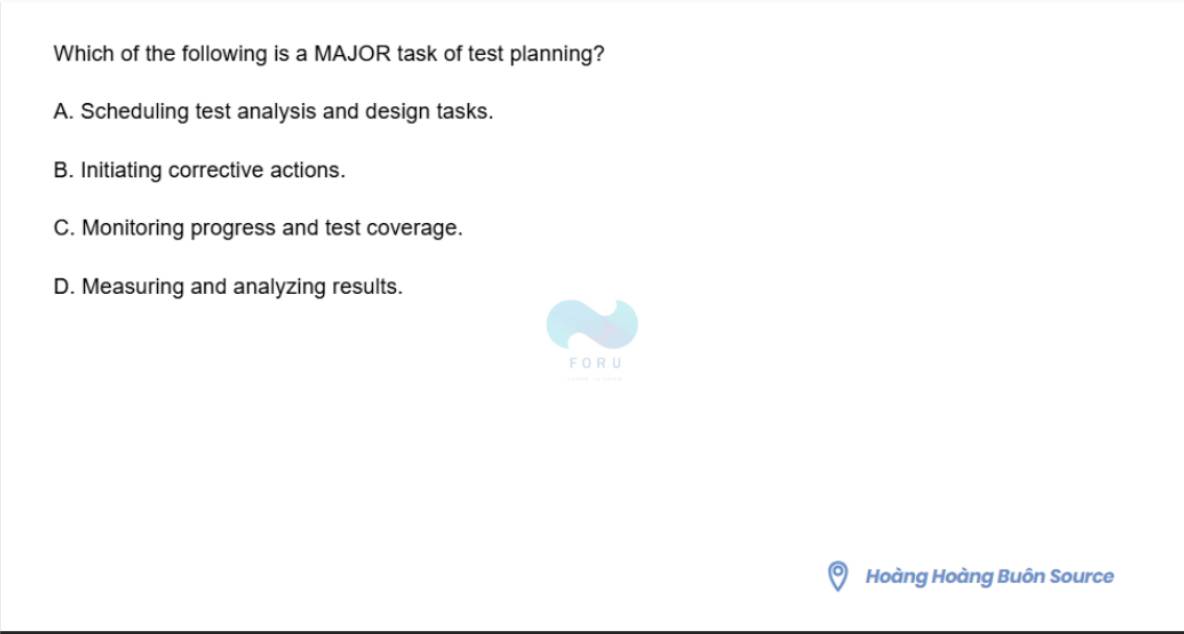 Which of the following is a MAJOR task of test planning?
A. Scheduling test analysis and design tasks.
B. Initiating corrective actions.
C. Monitoring progress and test coverage.
D. Measuring and analyzing results.
FORU
Hoàng Hoàng Buôn Source